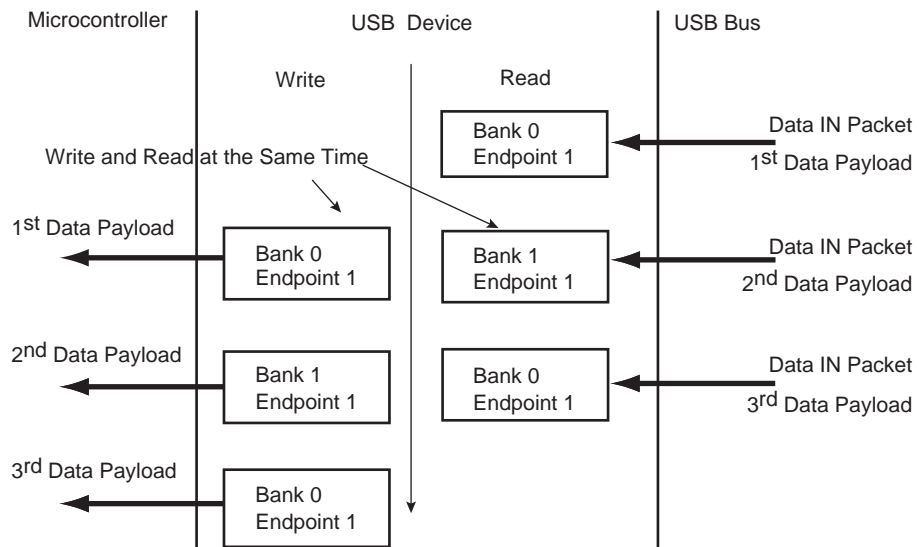 Microcontroller
USB Device
USB Bus
Write
Read
Bank 0
Endpoint 1
Data IN Packet
1st Data Payload
Write and Read at the Same Time
1st Data Payload
Bank 0
Endpoint 1
Bank 1
Endpoint 1
Data IN Packet
2nd Data Payload
2nd Data Payload
Bank 1
Endpoint 1
Bank 0
Endpoint 1
Data IN Packet
3rd Data Payload
3rd Data Payload
Bank 0
Endpoint 1